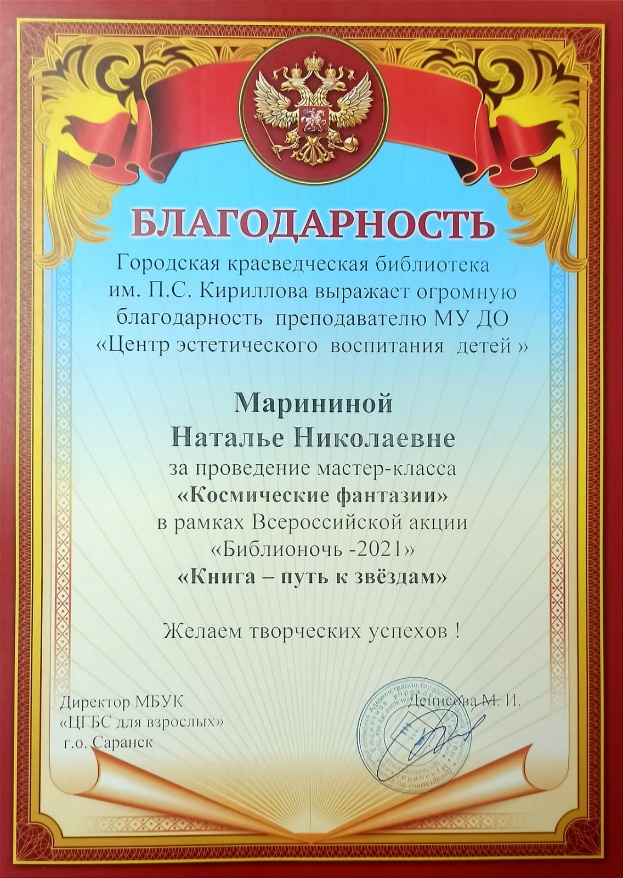 БЛАГОДАРНОСТЬ
Городская краеведческая библиотека
им. П.С. Кириллова выражает огромную
благодарность преподавателю МУ ДО
«Центр эстетического воспитания детей »
Марининой
Наталье Николаевне
за проведение мастер-класса
«Космические фантазии»
в рамках Всероссийской акции
«Библионочь -2021»
«Книга – путь к звёздам»
Желаем творческих успехов !
Директор МБУК
«ЦГБС для взрослых»
г.о. Саранск
Денисова М. И.